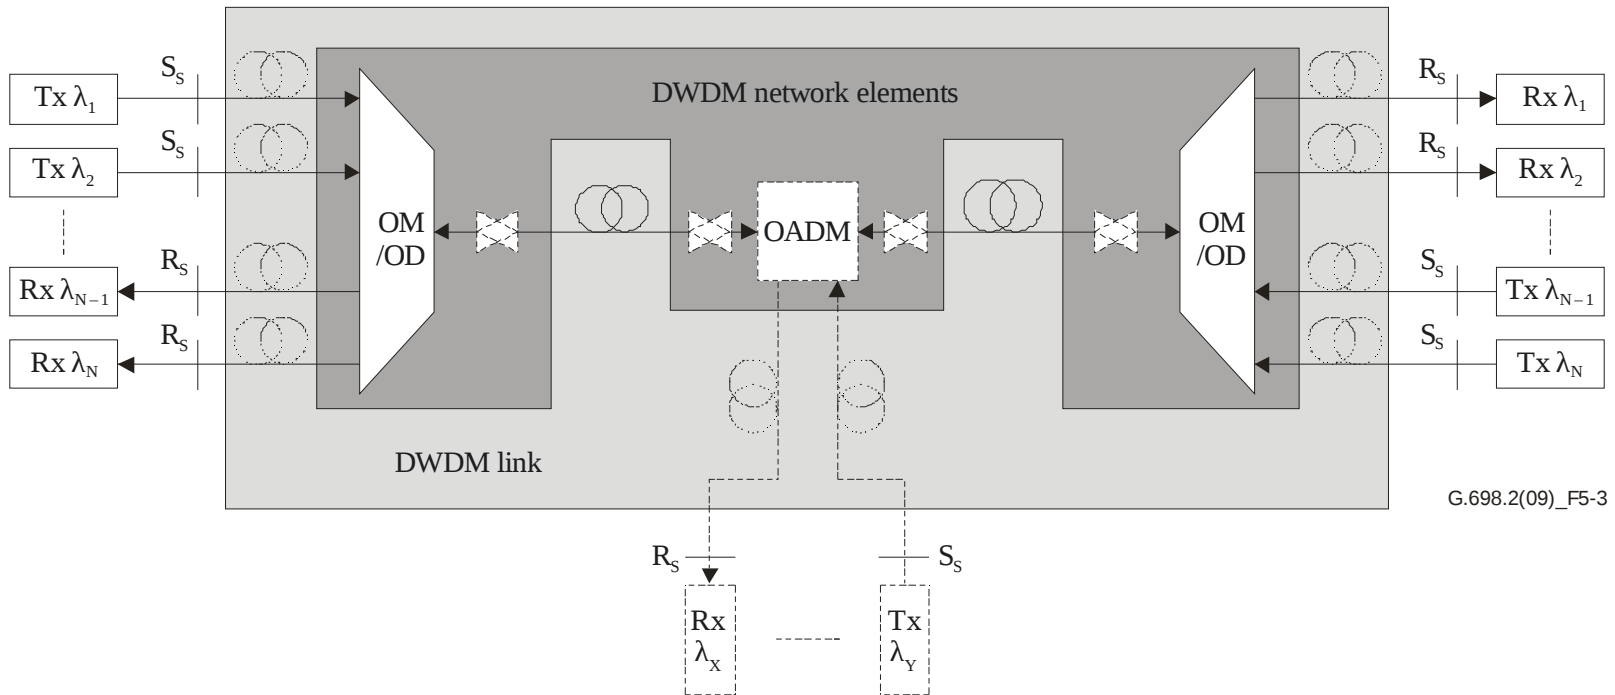 Tx λ1
Tx λ2
Rx λN−1
Rx λN
SS
SS
RS
RS
OM
/OD
DWDM network elements
OADM
OM
/OD
RS
RS
SS
SS
Rx λ1
Rx λ2
Tx λN−1
Tx λN
DWDM link
G.698.2(09)_F5-3
RS
SS
Rx
λX
Tx
λY